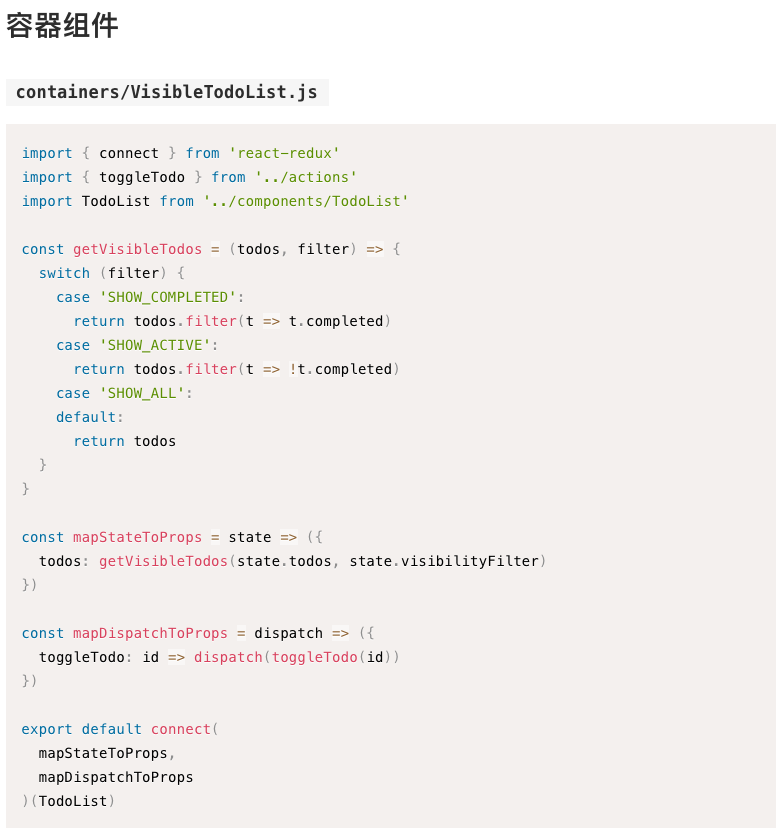 容器组件
containers/VisibleTodoList.js
import { connect } from 'react-redux'
import { toggleTodo } from '../actions'
import TodoList from '../components/TodoList'
const getVisibleTodos = (todos, filter) => {
  switch (filter) {
    case 'SHOW_COMPLETED':
      return todos.filter(t => t.completed)
    case 'SHOW_ACTIVE':
      return todos.filter(t => !t.completed)
    case 'SHOW_ALL':
    default:
      return todos
  }
}
const mapStateToProps = state => ({
  todos: getVisibleTodos(state.todos, state.visibilityFilter)
})
const mapDispatchToProps = dispatch => ({
  toggleTodo: id => dispatch(toggleTodo(id))
})
export default connect(
  mapStateToProps,
  mapDispatchToProps
)(TodoList)